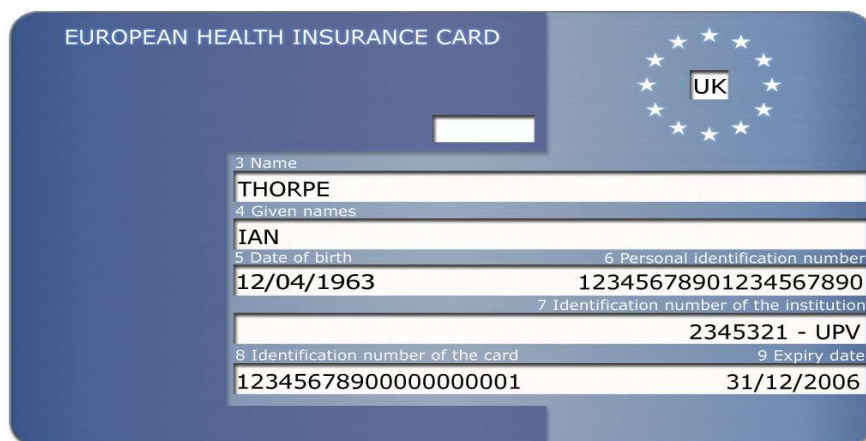 EUROPEAN HEALTH INSURANCE CARD
UK
3 Name
THORPE
4 Given names
IAN
5 Date of birth 6 Personal identification number
12/04/1963 12345678901234567890
7 Identification number of the institution
2345321 - UPV
8 Identification number of the card 9 Expiry date
12345678900000000001 31/12/2006